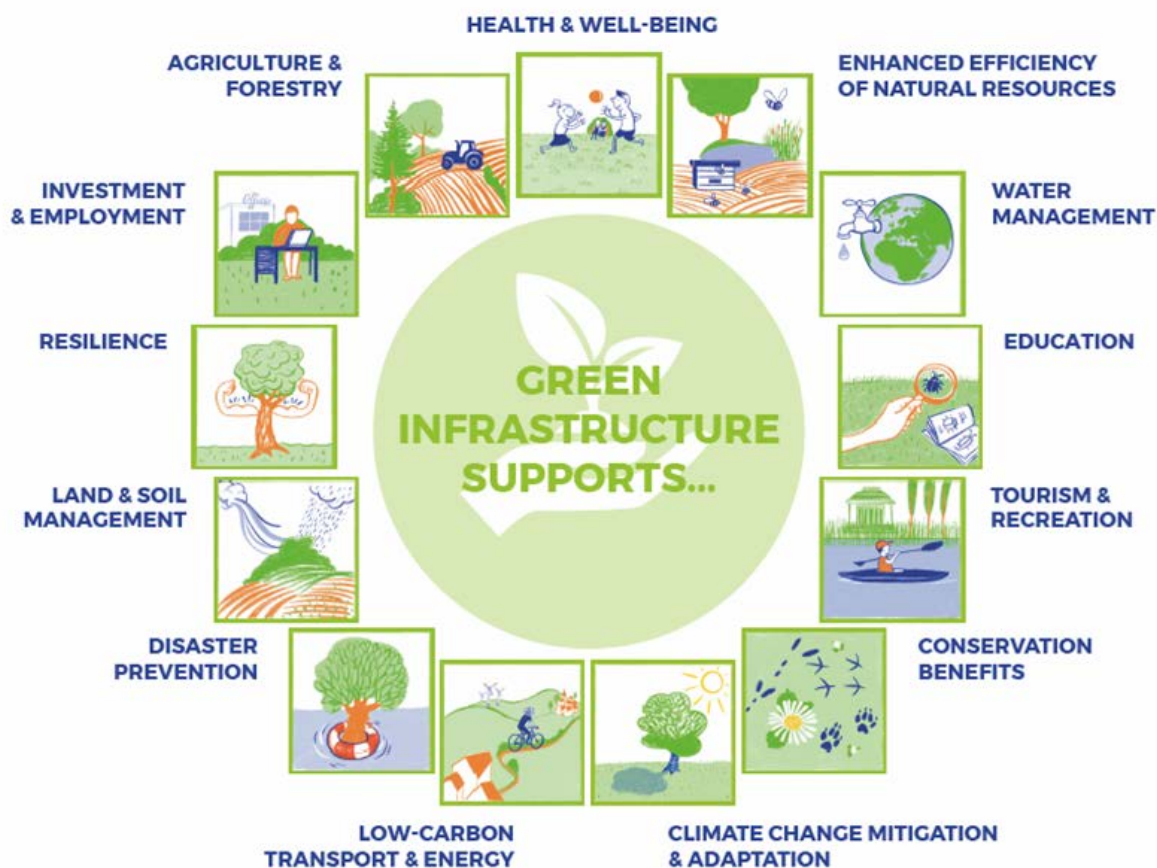 HEALTH & WELL-BEING
AGRICULTURE &
FORESTRY
ENHANCED EFFICIENCY
OF NATURAL RESOURCES
INVESTMENT
& EMPLOYMENT
WATER
MANAGEMENT
RESILIENCE
EDUCATION
GREEN
INFRASTRUCTURE
SUPPORTS...
LAND & SOIL
MANAGEMENT
TOURISM &
RECREATION
DISASTER
PREVENTION
CONSERVATION
BENEFITS
LOW-CARBON
TRANSPORT & ENERGY
CLIMATE CHANGE MITIGATION
& ADAPTATION